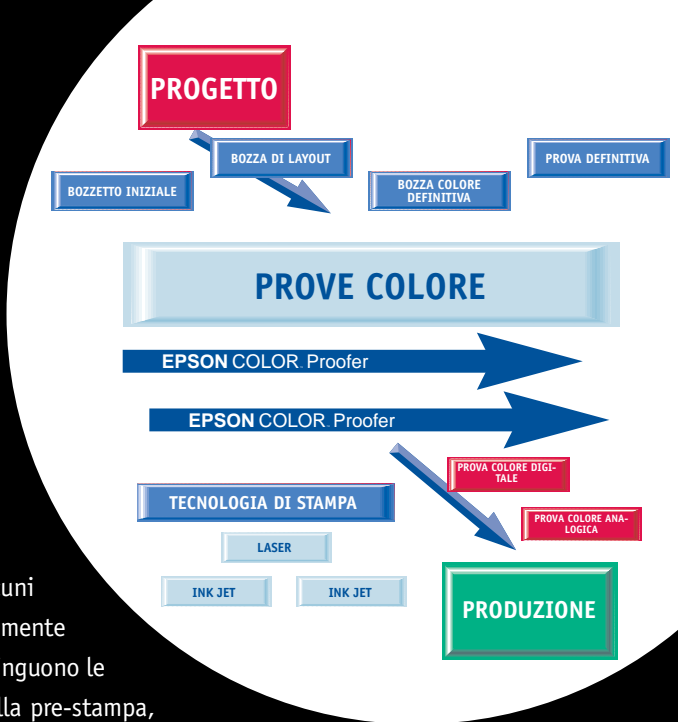 PROGETTO
BOZZA DI LAYOUT
PROVA DEFINITIVA
BOZZETTO INIZIALE
BOZZA COLORE
DEFINITIVA
PROVE COLORE
EPSON COLOR Proofer
EPSON COLOR Proofer
PROVA COLORE DIGI-
TALE
TECNOLOGIA DI STAMPA
PROVA COLORE ANA-
LOGICA
LASER
INK JET
INK JET
PRODUZIONE
uni
mente
nguono le
lla pre-stampa,